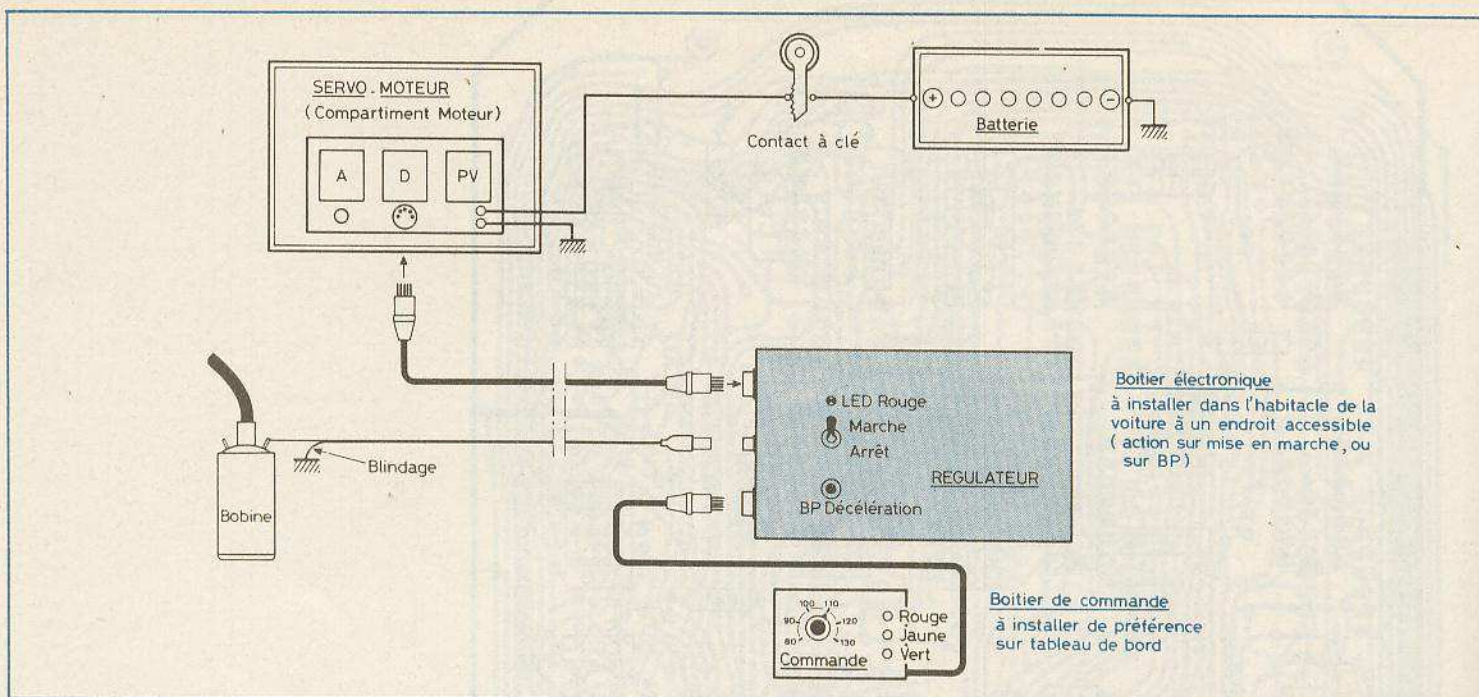 SERVO.MOTEUR
(Compartiment Moteur)
A D PV
Contact à clé
+ -
Batterie
Blindage
Bobine
LED Rouge
Marche
Arrêt
REGULATEUR
BP Décélération
Boitier électronique
à installer dans l'habitacle de la
voiture à un endroit accessible
( action sur mise en marche, ou
sur BP)
80 90 100 110 120 130
Commande
Rouge
Jaune
Vert
Boitier de commande
à installer de préférence
sur tableau de bord